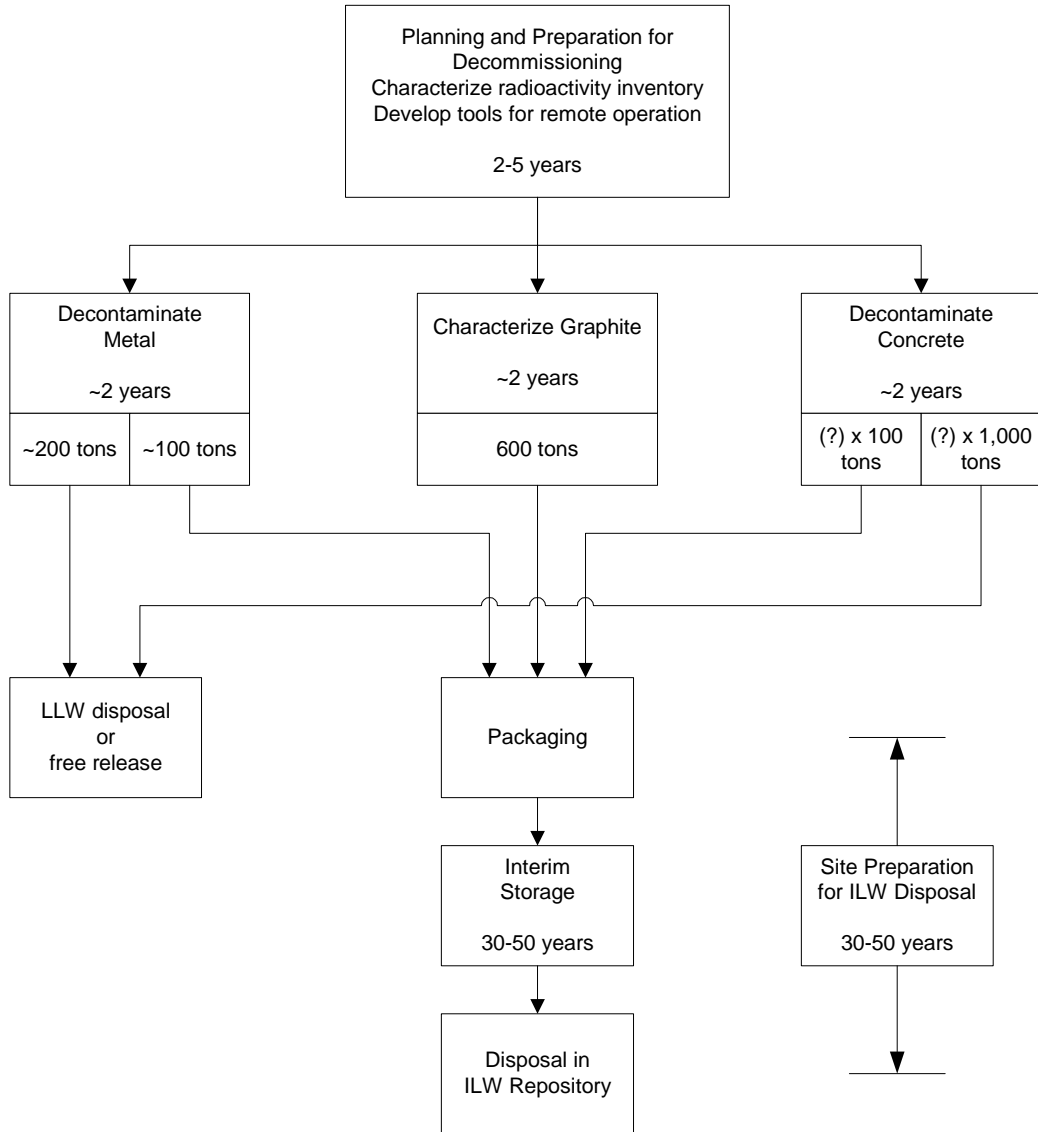 Planning and Preparation for
Decommissioning
Characterize radioactivity inventory
Develop tools for remote operation
2-5 years
Decontaminate
Metal
~2 years
~200 tons
~100 tons
Characterize Graphite
~2 years
600 tons
Decontaminate
Concrete
~2 years
(?) x 100
tons
(?) x 1,000
tons
LLW disposal
or
free release
Packaging
Interim
Storage
30-50 years
Site Preparation
for ILW Disposal
30-50 years
Disposal in
ILW Repository